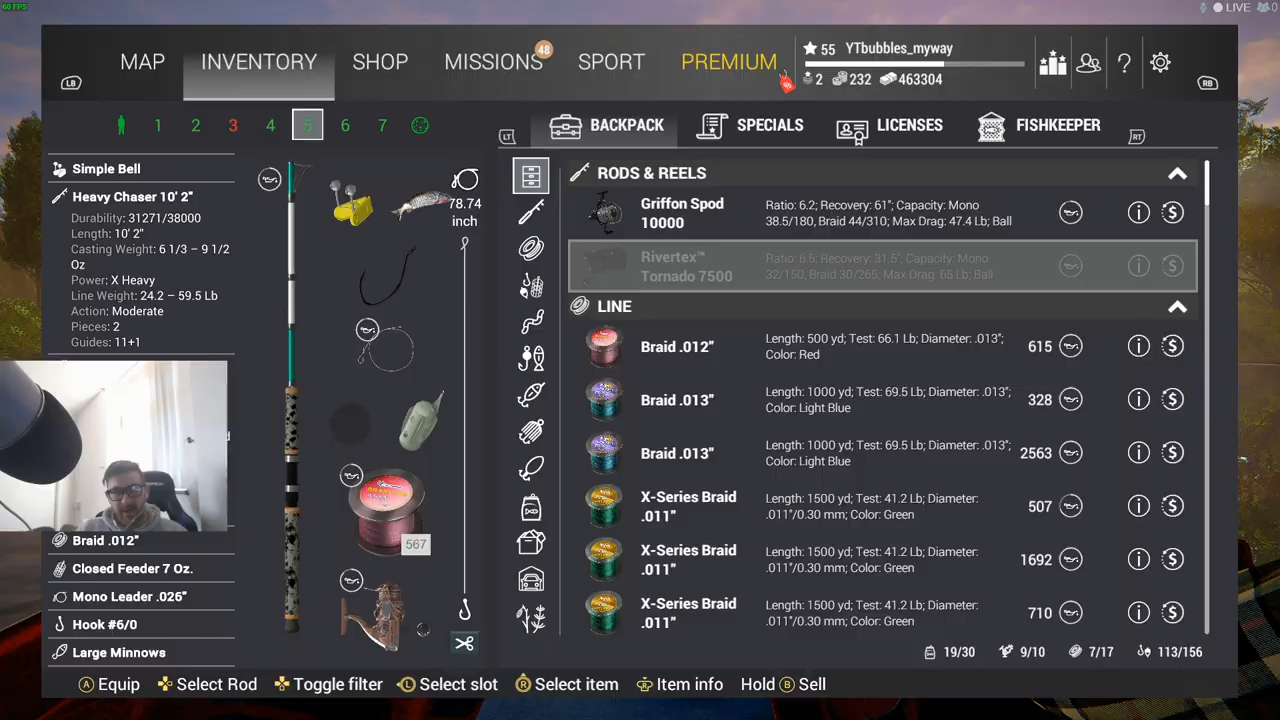 60 FPS
LIVE 0
MAP INVENTORY SHOP MISSIONS 48 SPORT PREMIUM
55 YTbubbles_myway
2 232 463304
LB
RB
1 2 3 4 5 6 7
LT BACKPACK SPECIALS LICENSES FISHKEEPER RT
Simple Bell
Heavy Chaser 10' 2"
Durability: 31271/38000
Length: 10' 2"
Casting Weight: 6 1/3 – 9 1/2
Oz
Power: X Heavy
Line Weight: 24.2 – 59.5 Lb
Action: Moderate
Pieces: 2
Guides: 11+1
Braid .012"
Closed Feeder 7 Oz.
Mono Leader .026"
Hook #6/0
Large Minnows
78.74
inch
567
RODS & REELS
Griffon Spod
10000
Ratio: 6.2; Recovery: 61"; Capacity: Mono
38.5/180, Braid 44/310; Max Drag: 47.4 Lb; Ball
Rivertex™
Tornado 7500
Ratio: 6.5; Recovery: 31.5"; Capacity: Mono
32/150, Braid 30/265; Max Drag: 65 Lb; Ball
LINE
Braid .012"
Length: 500 yd; Test: 66.1 Lb; Diameter: .013";
Color: Red
615
Braid .013"
Length: 1000 yd; Test: 69.5 Lb; Diameter: .013";
Color: Light Blue
328
Braid .013"
Length: 1000 yd; Test: 69.5 Lb; Diameter: .013";
Color: Light Blue
2563
X-Series Braid
.011"
Length: 1500 yd; Test: 41.2 Lb; Diameter:
.011"/0.30 mm; Color: Green
507
X-Series Braid
.011"
Length: 1500 yd; Test: 41.2 Lb; Diameter:
.011"/0.30 mm; Color: Green
1692
X-Series Braid
.011"
Length: 1500 yd; Test: 41.2 Lb; Diameter:
.011"/0.30 mm; Color: Green
710
19/30 9/10 7/17 113/156
A Equip Select Rod Toggle filter L Select slot R Select item Item info Hold B Sell